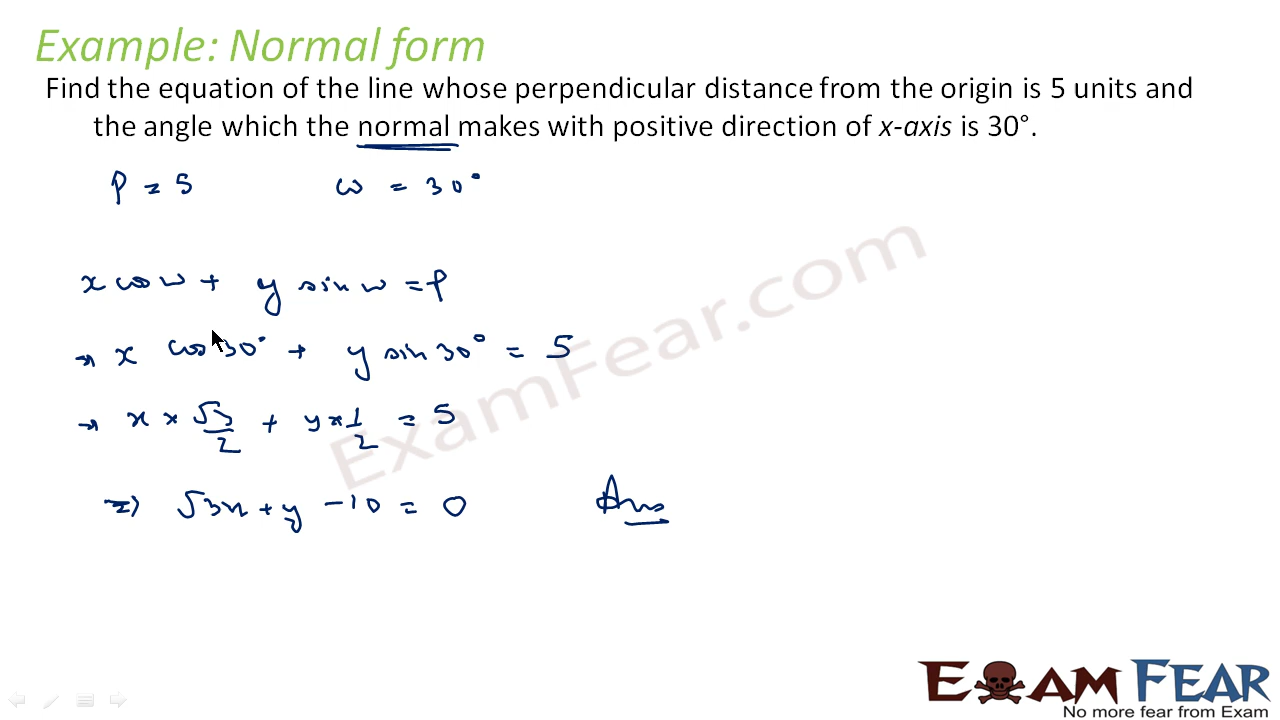 Example: Normal form
Find the equation of the line whose perpendicular distance from the origin is 5 units and
the angle which the normal makes with positive direction of x-axis is 30°.
P = 5 ω = 30°
x cos ω + y sin ω = P
→ x cos 30° + y sin 30° = 5
→ x × √3/2 + y × 1/2 = 5
⇒ √3x + y - 10 = 0 Ans
ExamFear.com
EXAM FEAR
No more fear from Exam